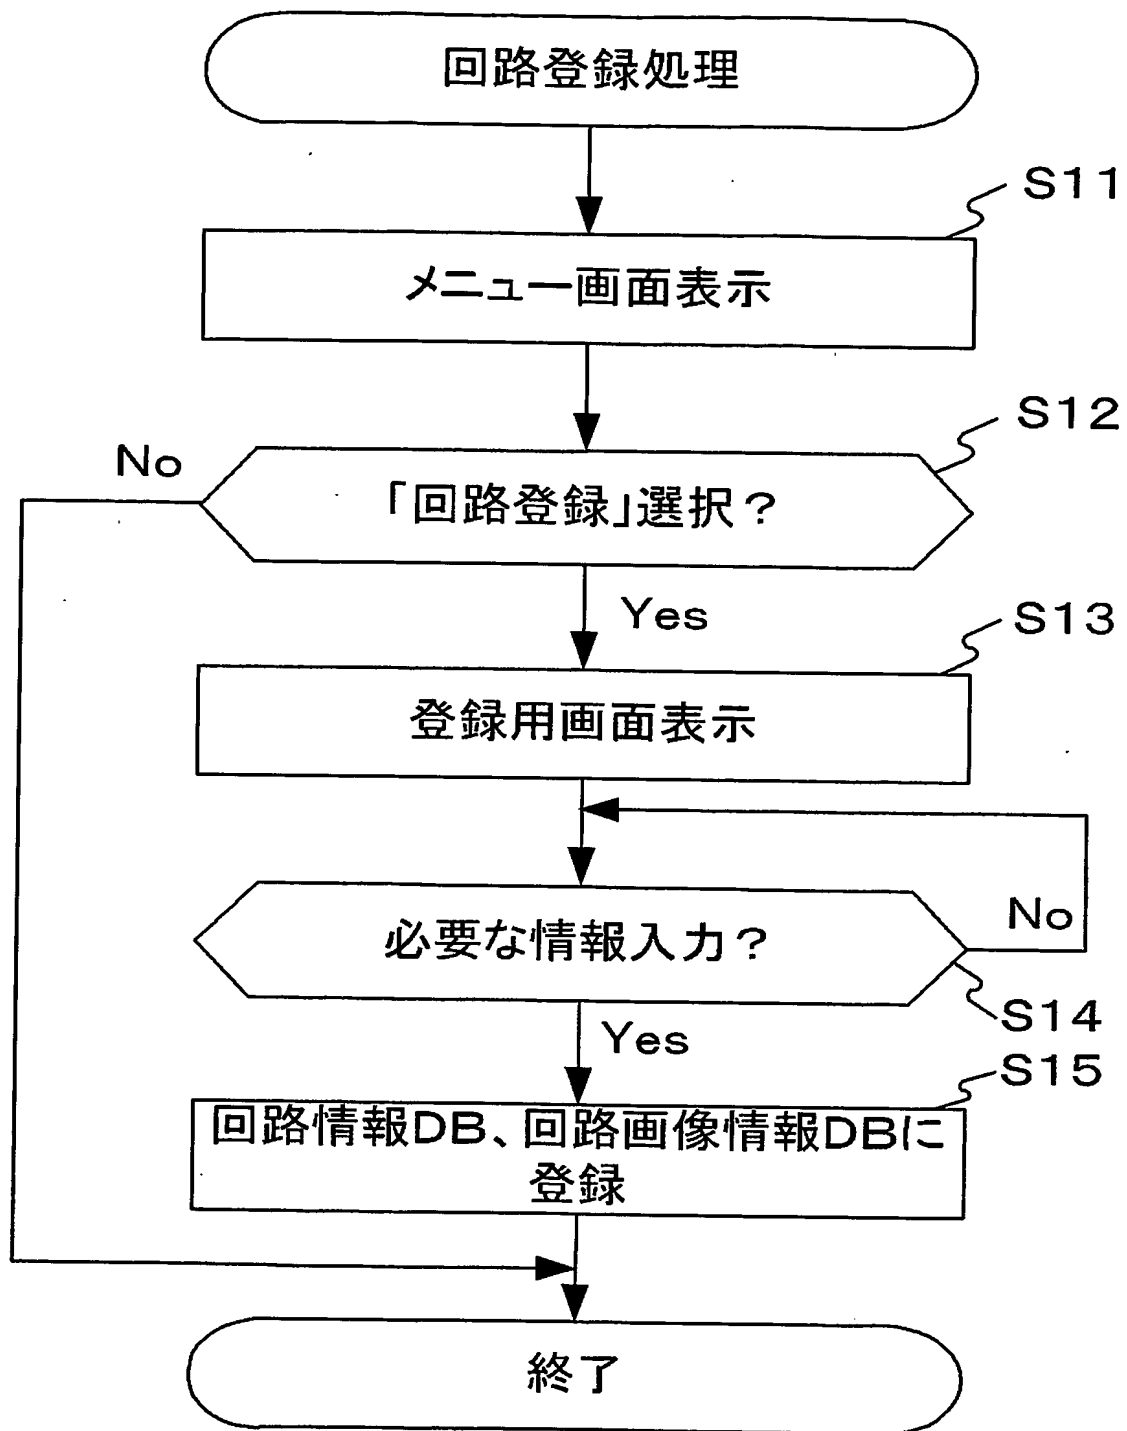 回路登録処理
S11
メニュー画面表示
S12
No
「回路登録」選択？
Yes
S13
登録用画面表示
必要な情報入力？
No
S14
Yes
S15
回路情報DB、回路画像情報DBに
登録
終了